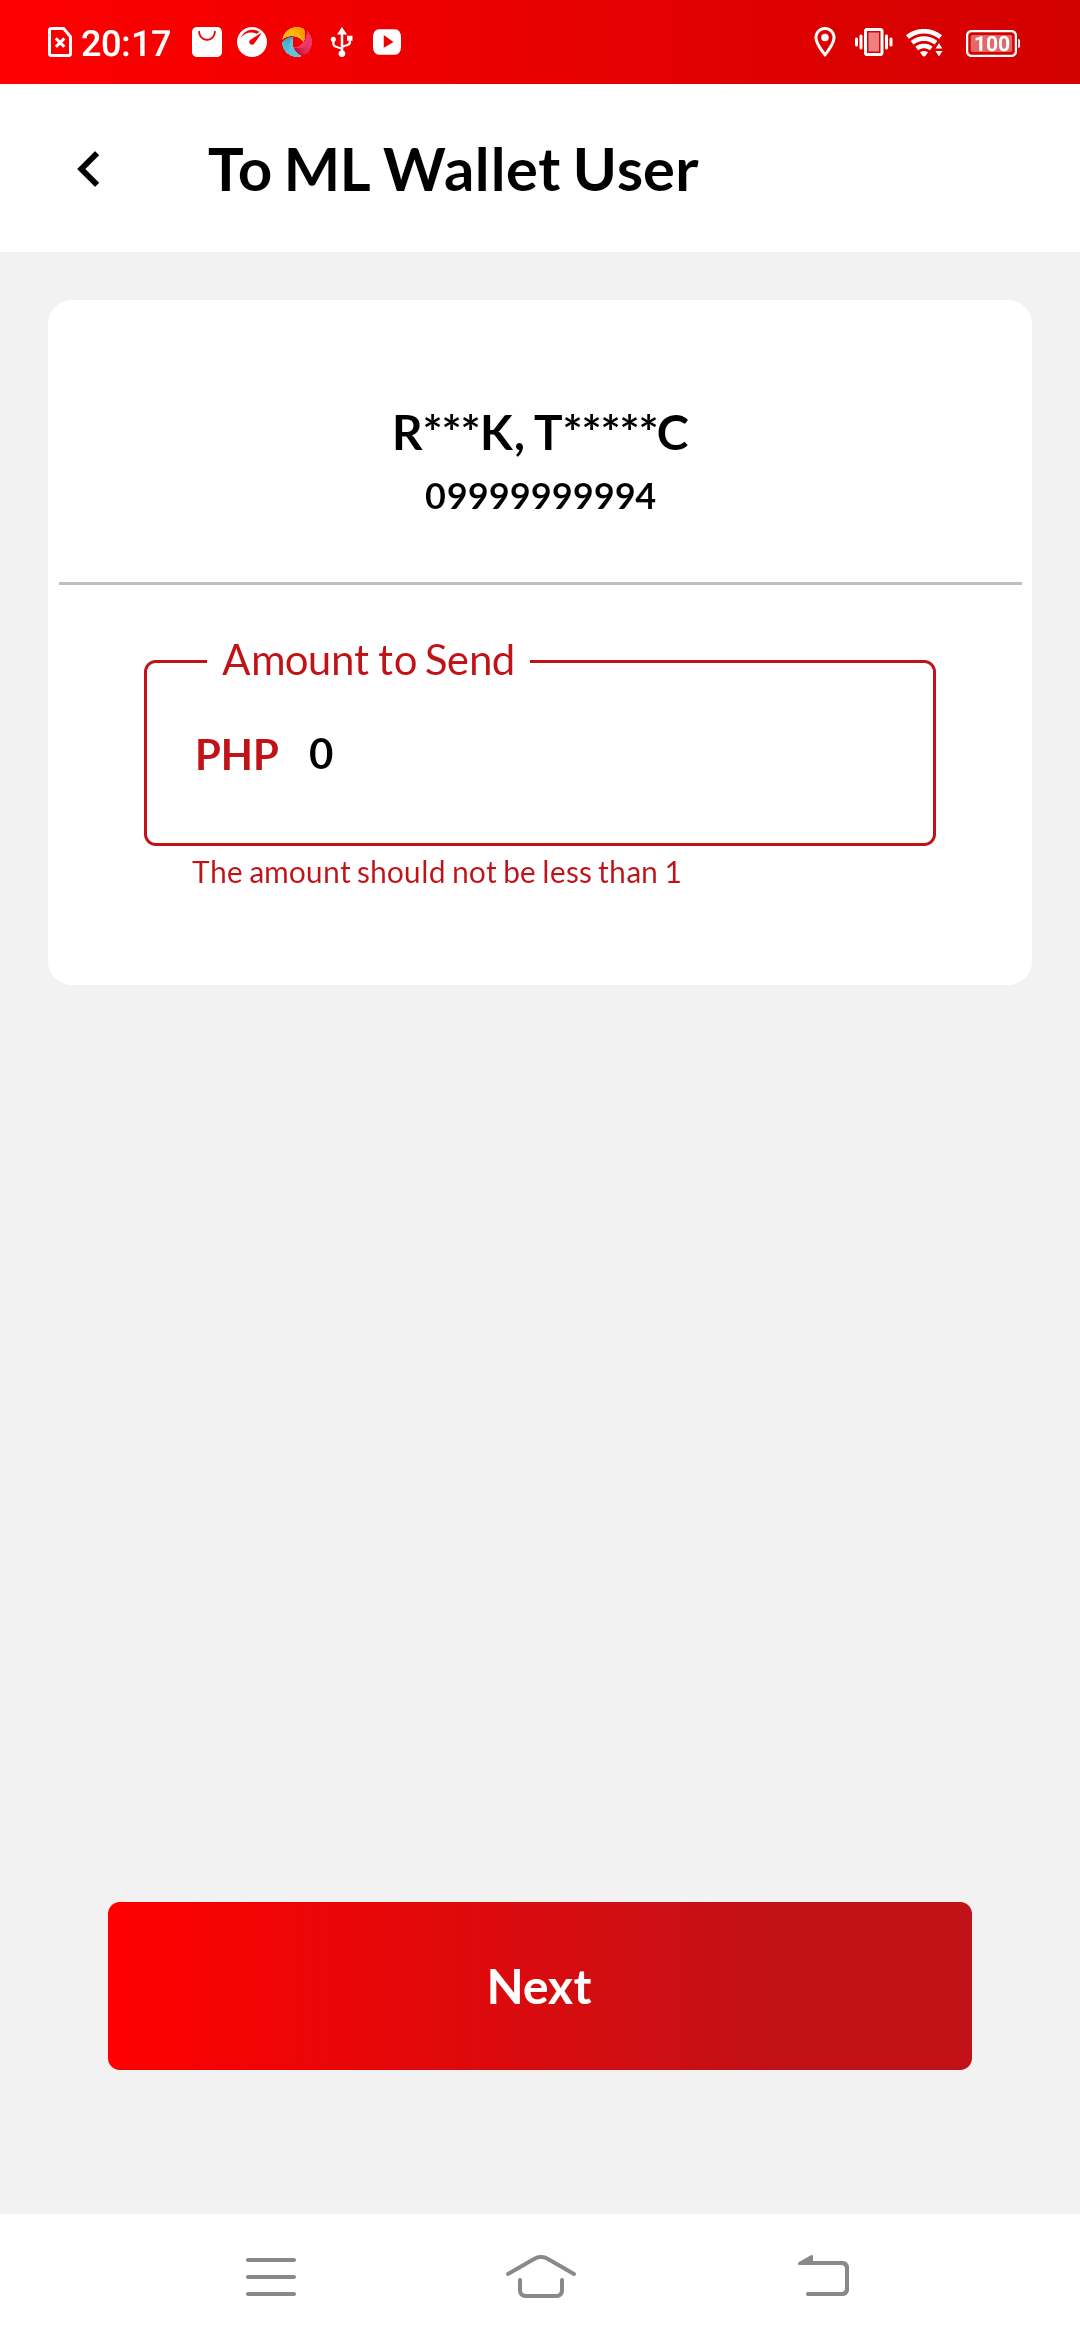 20:17
100
To ML Wallet User
R***K, T*****C
09999999994
Amount to Send
PHP 0
The amount should not be less than 1
Next